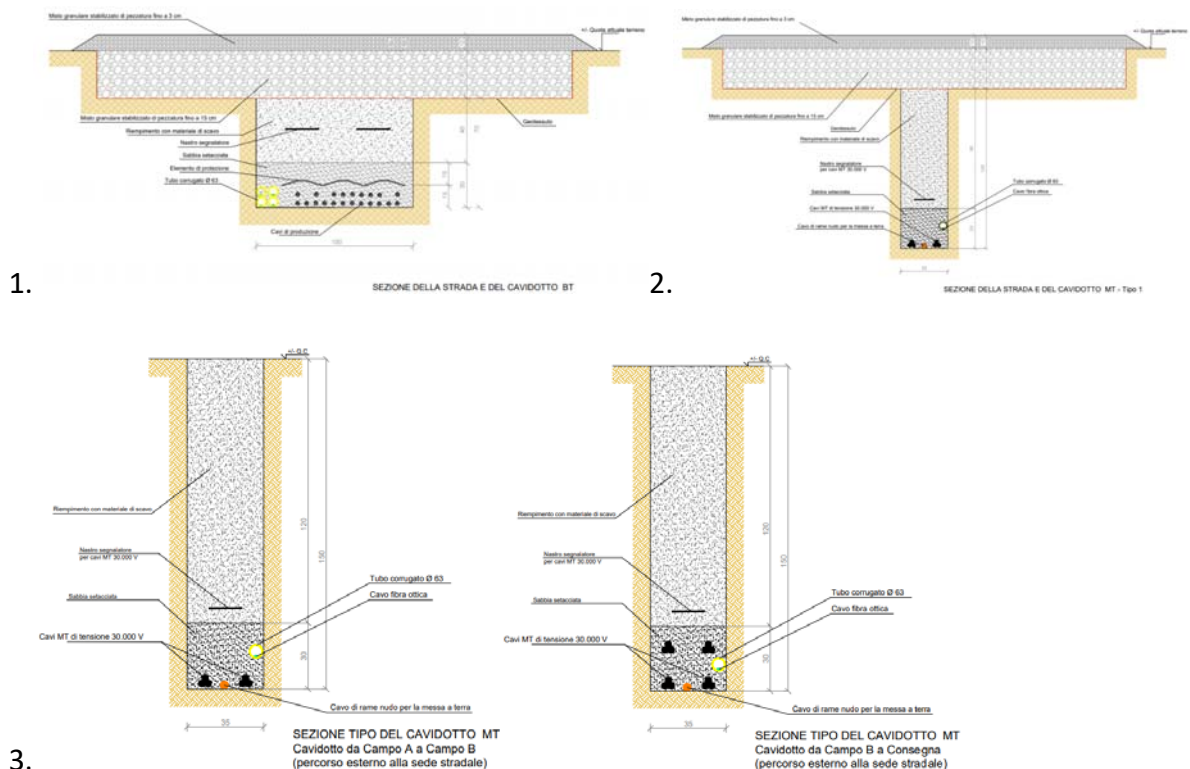 Misto granulare stabilizzato di pezzatura fino a 3 cm
+/- Quota attuale terreno
Misto granulare stabilizzato di pezzatura fino a 15 cm
Geotessuto
Riempimento con materiale di scavo
Nastro segnalatore
Sabbia setacciata
Elemento di protezione
Tubo corrugato Ø 63
Cavi di produzione
1.
SEZIONE DELLA STRADA E DEL CAVIDOTTO BT
Misto granulare stabilizzato di pezzatura fino a 3 cm
+/- Quota attuale terreno
Misto granulare stabilizzato di pezzatura fino a 15 cm
Geotessuto
Riempimento con materiale di scavo
Nastro segnalatore
per cavi MT 30.000 V
Tubo corrugato Ø 63
Sabbia setacciata
Cavo fibra ottica
Cavi MT di tensione 30.000 V
Cavo di rame nudo per la messa a terra
2.
SEZIONE DELLA STRADA E DEL CAVIDOTTO MT - Tipo 1
+/- Q.C
Riempimento con materiale di scavo
120
150
Nastro segnalatore
per cavi MT 30.000 V
Tubo corrugato Ø 63
Sabbia setacciata
Cavo fibra ottica
Cavi MT di tensione 30.000 V
30
Cavo di rame nudo per la messa a terra
35
SEZIONE TIPO DEL CAVIDOTTO MT
Cavidotto da Campo A a Campo B
(percorso esterno alla sede stradale)
+/- Q.C
Riempimento con materiale di scavo
120
150
Nastro segnalatore
per cavi MT 30.000 V
Tubo corrugato Ø 63
Sabbia setacciata
Cavo fibra ottica
Cavi MT di tensione 30.000 V
30
Cavo di rame nudo per la messa a terra
35
SEZIONE TIPO DEL CAVIDOTTO MT
Cavidotto da Campo B a Consegna
(percorso esterno alla sede stradale)
3.